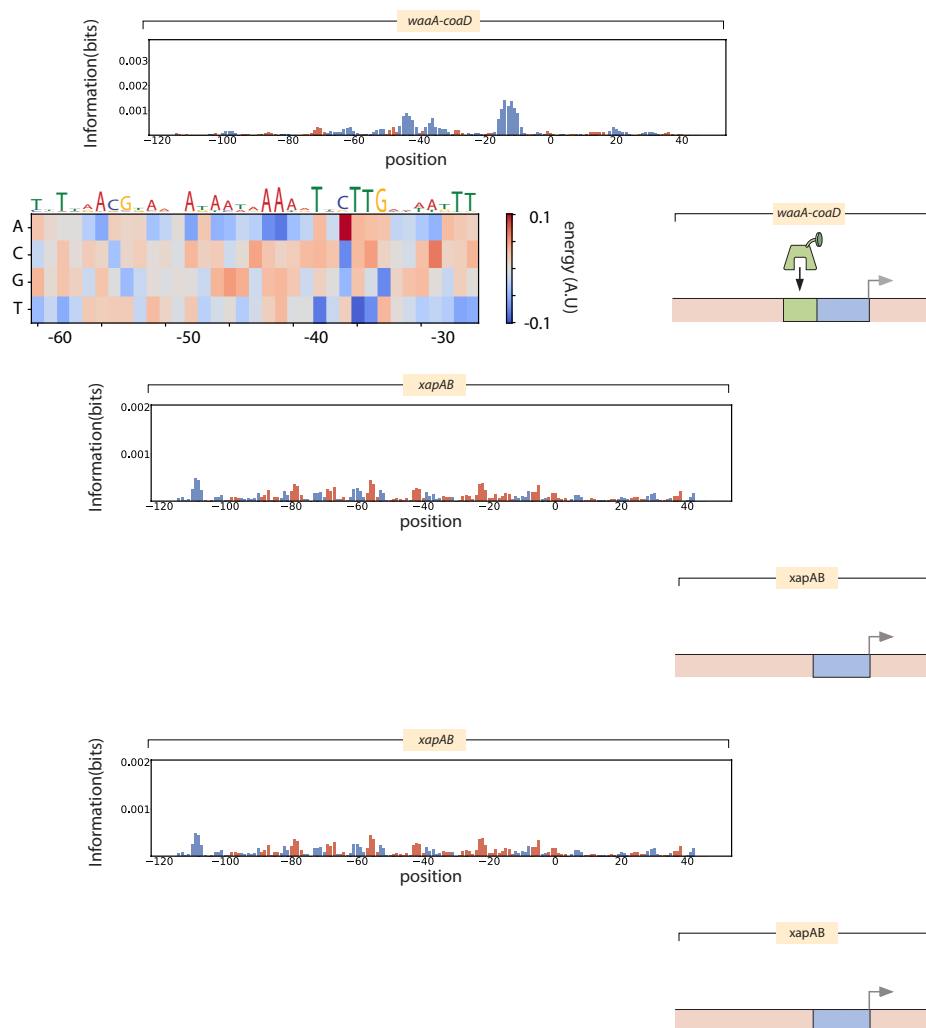 waaA-coaD
Information(bits)
0.003
0.002
0.001
−120 −100 −80 −60 −40 −20 0 20 40
position
A
C
G
T
-60 -50 -40 -30
0.1
-0.1
energy (A.U)
waaA-coaD
xapAB
Information(bits)
0.002
0.001
−120 −100 −80 −60 −40 −20 0 20 40
position
xapAB
xapAB
Information(bits)
0.002
0.001
−120 −100 −80 −60 −40 −20 0 20 40
position
xapAB